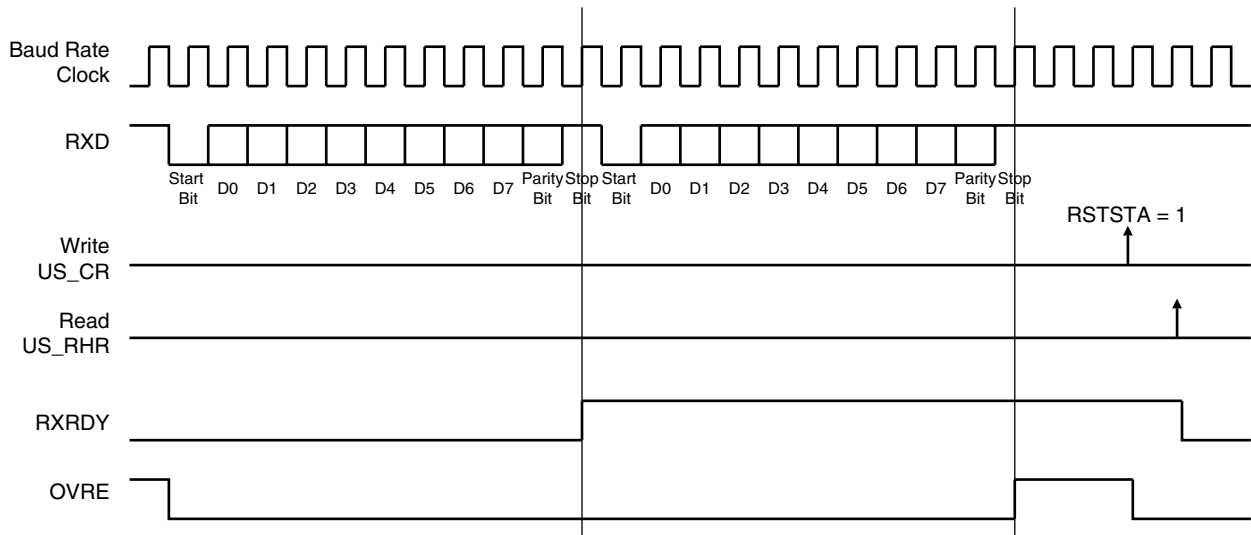 Baud Rate
Clock
RXD
Start
Bit
D0 D1 D2 D3 D4 D5 D6 D7
Parity
Bit
Stop
Bit
Start
Bit
D0 D1 D2 D3 D4 D5 D6 D7
Parity
Bit
Stop
Bit
RSTSTA = 1
Write
US_CR
Read
US_RHR
RXRDY
OVRE